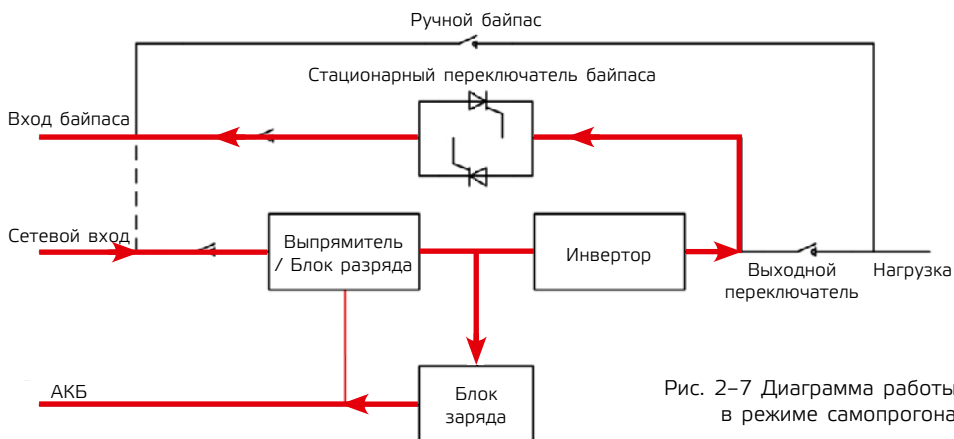 Ручной байпас
Стационарный переключатель байпаса
Вход байпаса
Сетевой вход
Выпрямитель
/ Блок разряда
Инвертор
Выходной
переключатель
Нагрузка
АКБ
Блок
заряда
Рис. 2-7 Диаграмма работы
в режиме самопрогона